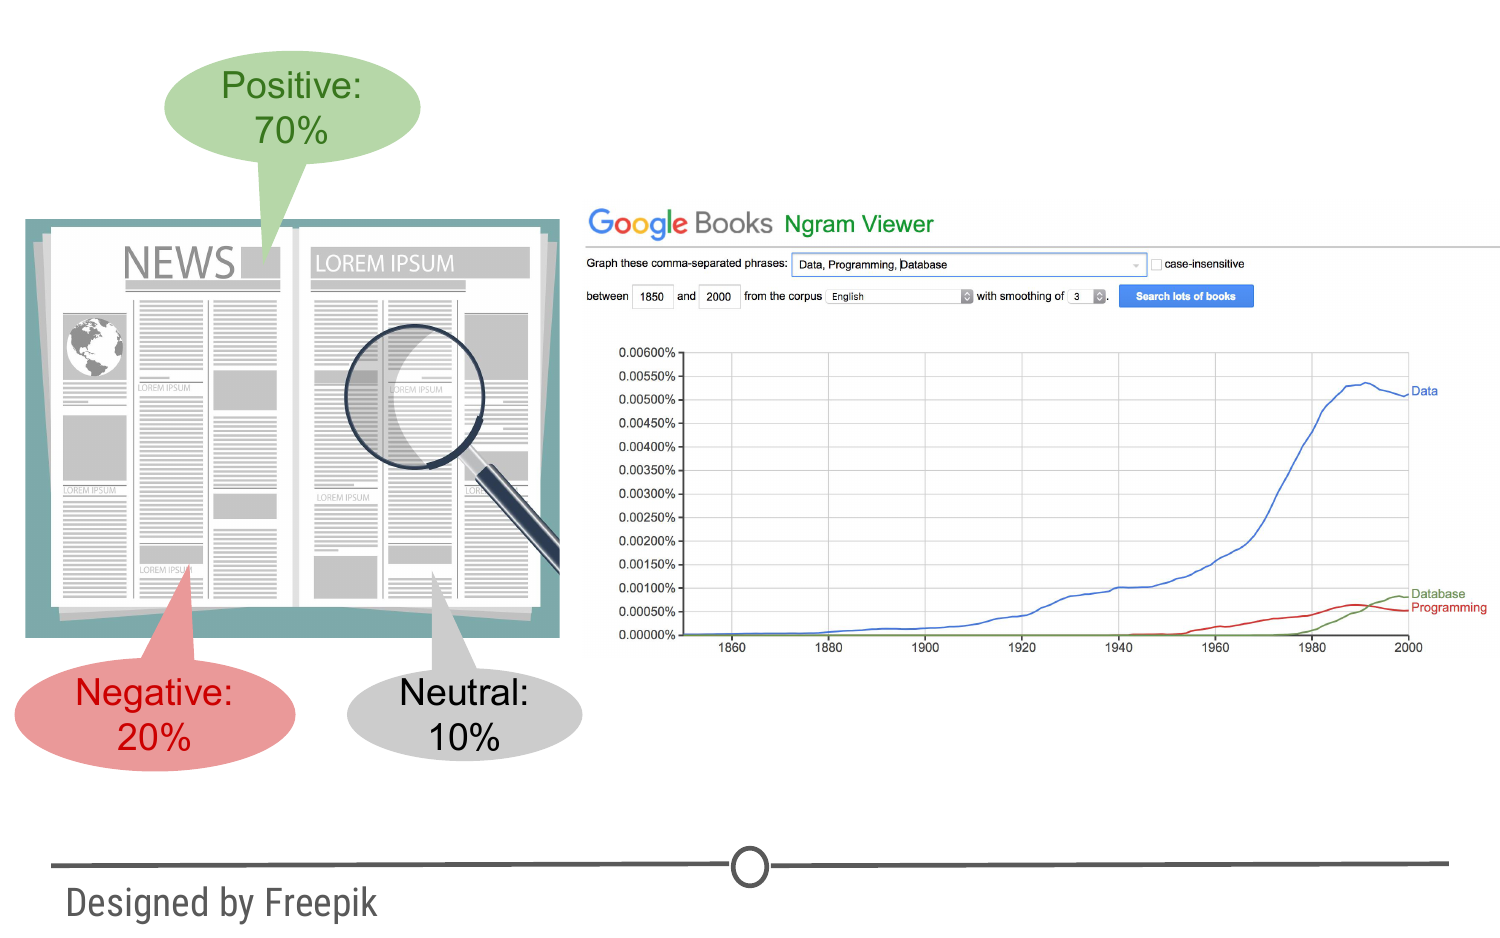 Positive:
70%
NEWS
LOREM IPSUM
LOREM IPSUM
LOREM IPSUM
LOREM IPSUM
LOREM IPSUM
LOREM IPSUM
Negative:
20%
Neutral:
10%
Google Books Ngram Viewer
Graph these comma-separated phrases: Data, Programming, Database case-insensitive
between 1850 and 2000 from the corpus English with smoothing of 3 . Search lots of books
0.00600%
0.00550%
0.00500%
0.00450%
0.00400%
0.00350%
0.00300%
0.00250%
0.00200%
0.00150%
0.00100%
0.00050%
0.00000%
1860 1880 1900 1920 1940 1960 1980 2000
Data
Database
Programming
Designed by Freepik